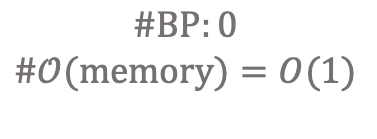 #BP: 0
#𝒪(memory) = 𝑂(1)